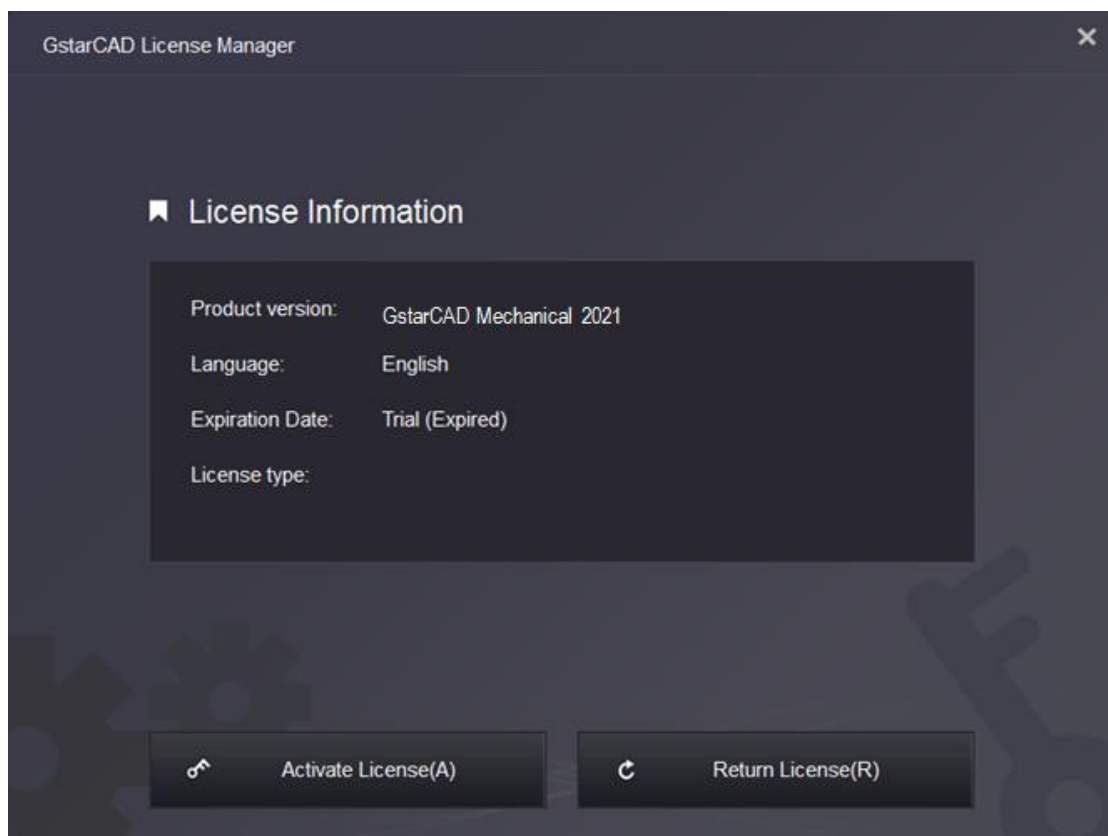 GstarCAD License Manager
License Information
Product version: GstarCAD Mechanical 2021
Language: English
Expiration Date: Trial (Expired)
License type:
Activate License(A) Return License(R)